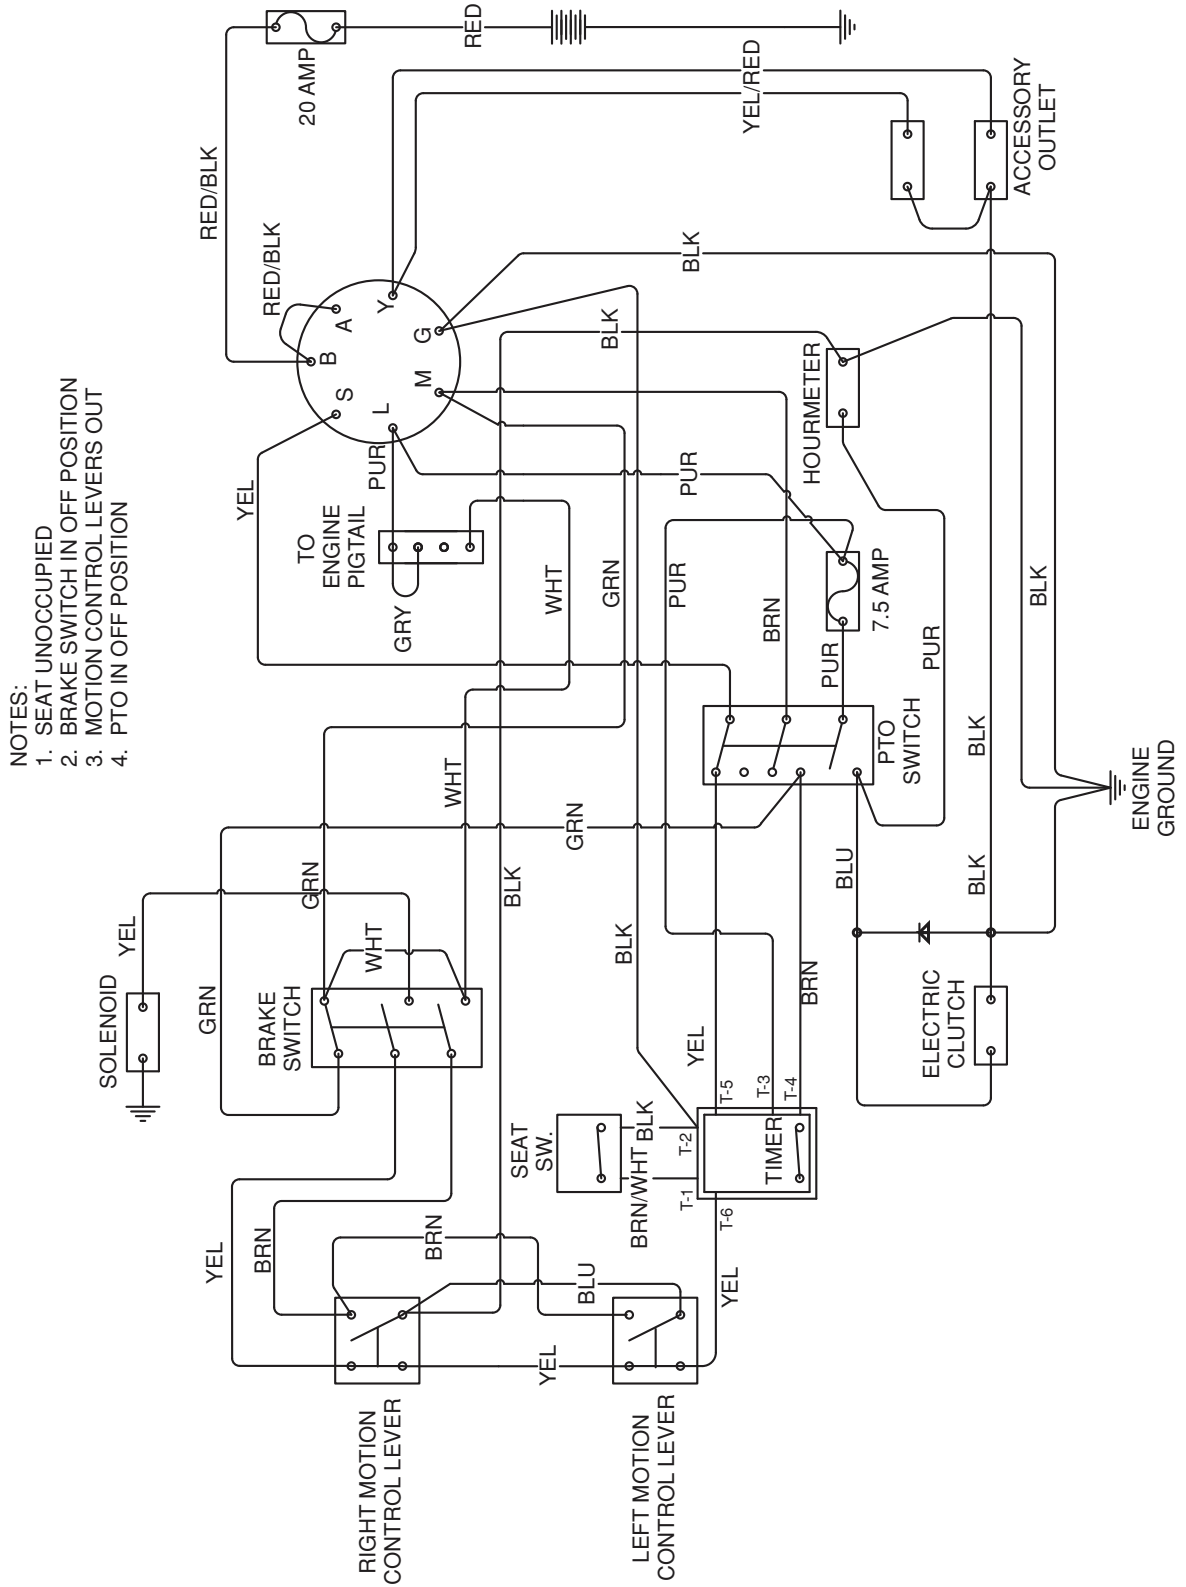 NOTES:
1. SEAT UNOCCUPIED
2. BRAKE SWITCH IN OFF POSITION
3. MOTION CONTROL LEVERS OUT
4. PTO IN OFF POSITION
RED
20 AMP
RED/BLK
RED/BLK
YEL/RED
ACCESSORY
OUTLET
B
A
Y
S
G
L
M
BLK
BLK
YEL
PUR
PUR
HOURMETER
TO
ENGINE
PIGTAIL
GRY
WHT
GRN
PUR
BRN
7.5 AMP
PUR
PUR
BLK
PTO
SWITCH
BLK
ENGINE
GROUND
WHT
GRN
GRN
BLK
BLU
BLK
YEL
SOLENOID
GRN
BRAKE
SWITCH
WHT
BLK
BRN
ELECTRIC
CLUTCH
YEL
T-5
T-3
T-4
SEAT
SW.
BLK
BRN/WHT
T-2
T-1
TIMER
T-6
YEL
BRN
BRN
BLU
YEL
YEL
RIGHT MOTION
CONTROL LEVER
LEFT MOTION
CONTROL LEVER